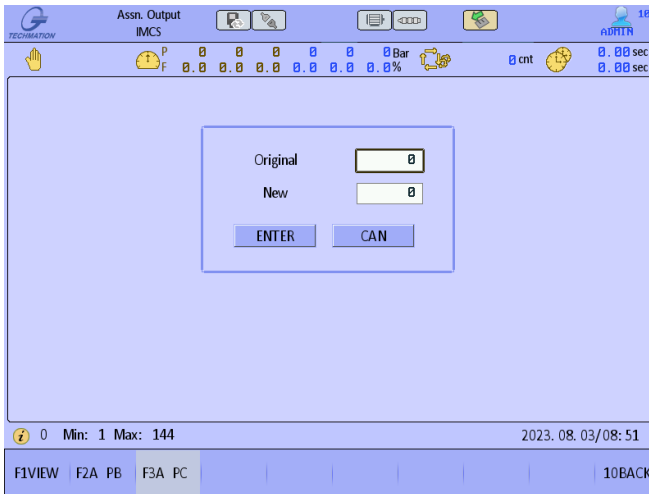 TECHMATION
Assn. Output
IMCS
ADMIN
10
P 0 0 0 0 0 0 Bar
F 0.0 0.0 0.0 0.0 0.0 0.0%
0 cnt
0.00 sec
0.00 sec
Original 0
New 0
ENTER CAN
i 0 Min: 1 Max: 144
2023. 08. 03/08: 51
F1VIEW F2A PB F3A PC 10BACK